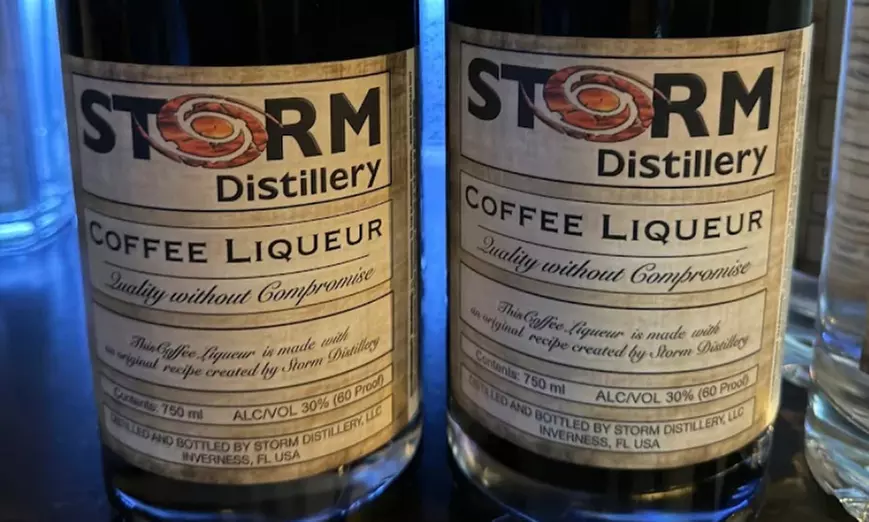 STORM
Distillery
COFFEE LIQUEUR
Quality without Compromise
This Coffee Liqueur is made with
an original recipe created by Storm Distillery
Contents: 750 ml ALC/VOL 30% (60 Proof)
DISTILLED AND BOTTLED BY STORM DISTILLERY, LLC
INVERNESS, FL USA
STORM
Distillery
COFFEE LIQUEUR
Quality without Compromise
This Coffee Liqueur is made with
an original recipe created by Storm Distillery
Contents: 750 ml ALC/VOL 30% (60 Proof)
DISTILLED AND BOTTLED BY STORM DISTILLERY, LLC
INVERNESS, FL USA